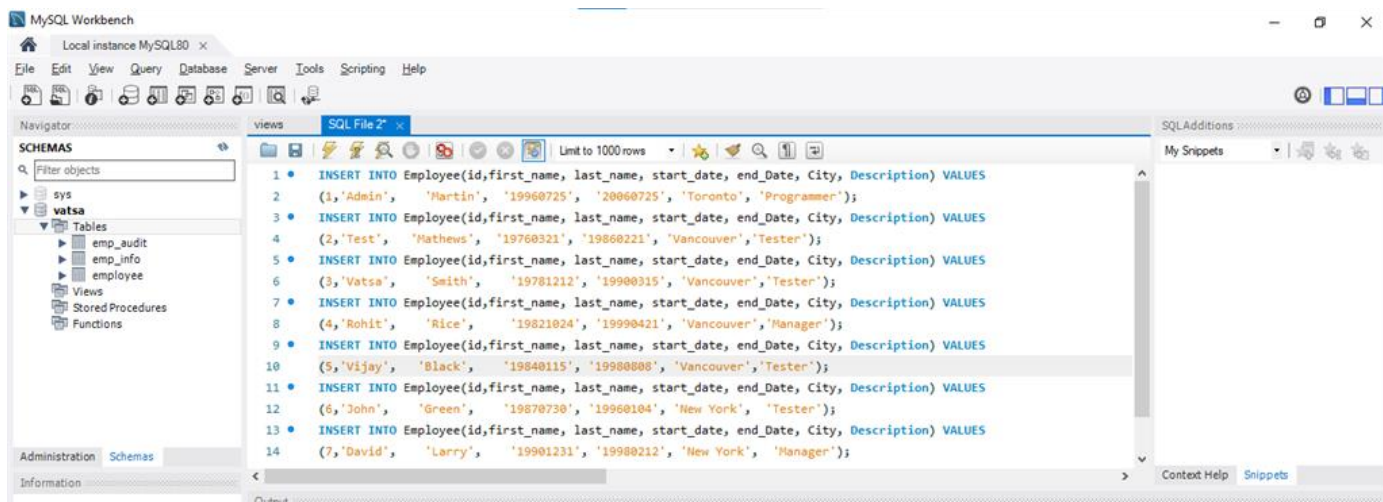 MySQL Workbench
Local instance MySQL80
File Edit View Query Database Server Tools Scripting Help
Navigator
SCHEMAS
Filter objects
sys
vatsa
Tables
emp_audit
emp_info
employee
Views
Stored Procedures
Functions
Administration Schemas
Information
views SQL File 2*
Limit to 1000 rows
1 INSERT INTO Employee(id,first_name, last_name, start_date, end_Date, City, Description) VALUES
2 (1,'Admin', 'Martin', '19960725', '20060725', 'Toronto', 'Programmer');
3 INSERT INTO Employee(id,first_name, last_name, start_date, end_Date, City, Description) VALUES
4 (2,'Test', 'Mathews', '19760321', '19860221', 'Vancouver','Tester');
5 INSERT INTO Employee(id,first_name, last_name, start_date, end_Date, City, Description) VALUES
6 (3,'Vatsa', 'Smith', '19781212', '19900315', 'Vancouver','Tester');
7 INSERT INTO Employee(id,first_name, last_name, start_date, end_Date, City, Description) VALUES
8 (4,'Rohit', 'Rice', '19821024', '19990421', 'Vancouver','Manager');
9 INSERT INTO Employee(id,first_name, last_name, start_date, end_Date, City, Description) VALUES
10 (5,'Vijay', 'Black', '19840115', '19980808', 'Vancouver','Tester');
11 INSERT INTO Employee(id,first_name, last_name, start_date, end_Date, City, Description) VALUES
12 (6,'John', 'Green', '19870730', '19960104', 'New York', 'Tester');
13 INSERT INTO Employee(id,first_name, last_name, start_date, end_Date, City, Description) VALUES
14 (7,'David', 'Larry', '19901231', '19980212', 'New York', 'Manager');
Output
SQLAdditions
My Snippets
Context Help Snippets